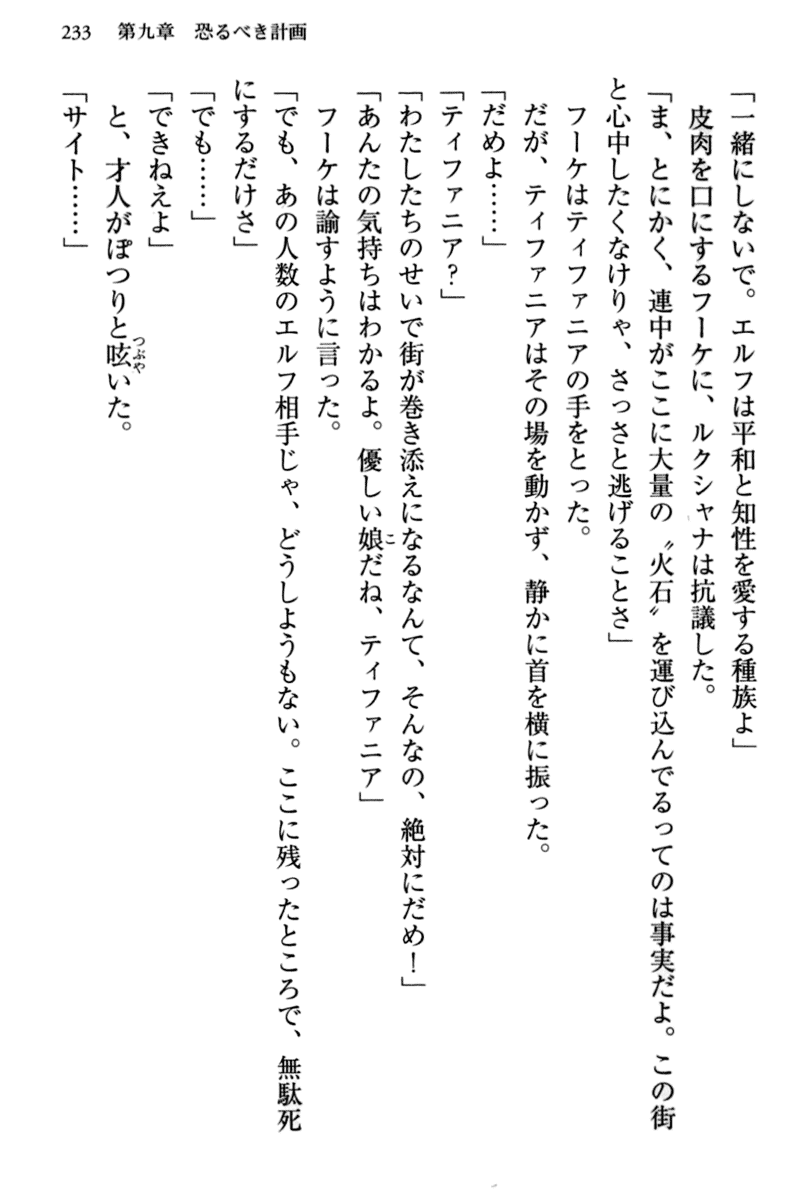 233　第九章　恐るべき計画
「一緒にしないで。エルフは平和と知性を愛する種族よ」
　皮肉を口にするフーケに、ルクシャナは抗議した。
「ま、とにかく、連中がここに大量の〝火石〟を運び込んでるってのは事実だよ。この街
と心中したくなけりゃ、さっさと逃げることさ」
　フーケはティファニアの手をとった。
　だが、ティファニアはその場を動かず、静かに首を横に振った。
「だめよ……」
「ティファニア？」
「わたしたちのせいで街が巻き添えになるなんて、そんなの、絶対にだめ！」
「あんたの気持ちはわかるよ。優しい娘だね、ティファニア」
　フーケは諭すように言った。
「でも、あの人数のエルフ相手じゃ、どうしようもない。ここに残ったところで、無駄死
にするだけさ」
「でも……」
「できねえよ」
　と、才人がぽつりと呟いた。
「サイト……」